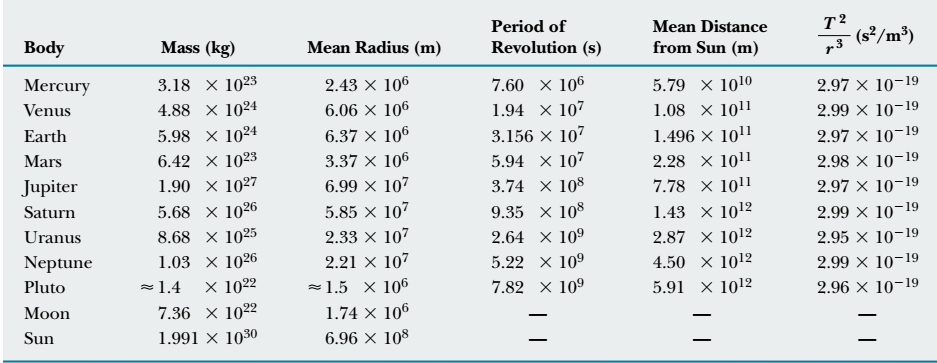 Body Mass (kg) Mean Radius (m) Period of Revolution (s) Mean Distance from Sun (m) T²/r³ (s²/m³)
Mercury 3.18 × 10²³ 2.43 × 10⁶ 7.60 × 10⁶ 5.79 × 10¹⁰ 2.97 × 10⁻¹⁹
Venus 4.88 × 10²⁴ 6.06 × 10⁶ 1.94 × 10⁷ 1.08 × 10¹¹ 2.99 × 10⁻¹⁹
Earth 5.98 × 10²⁴ 6.37 × 10⁶ 3.156 × 10⁷ 1.496 × 10¹¹ 2.97 × 10⁻¹⁹
Mars 6.42 × 10²³ 3.37 × 10⁶ 5.94 × 10⁷ 2.28 × 10¹¹ 2.98 × 10⁻¹⁹
Jupiter 1.90 × 10²⁷ 6.99 × 10⁷ 3.74 × 10⁸ 7.78 × 10¹¹ 2.97 × 10⁻¹⁹
Saturn 5.68 × 10²⁶ 5.85 × 10⁷ 9.35 × 10⁸ 1.43 × 10¹² 2.99 × 10⁻¹⁹
Uranus 8.68 × 10²⁵ 2.33 × 10⁷ 2.64 × 10⁹ 2.87 × 10¹² 2.95 × 10⁻¹⁹
Neptune 1.03 × 10²⁶ 2.21 × 10⁷ 5.22 × 10⁹ 4.50 × 10¹² 2.99 × 10⁻¹⁹
Pluto ≈1.4 × 10²² ≈1.5 × 10⁶ 7.82 × 10⁹ 5.91 × 10¹² 2.96 × 10⁻¹⁹
Moon 7.36 × 10²² 1.74 × 10⁶ — — —
Sun 1.991 × 10³⁰ 6.96 × 10⁸ — — —